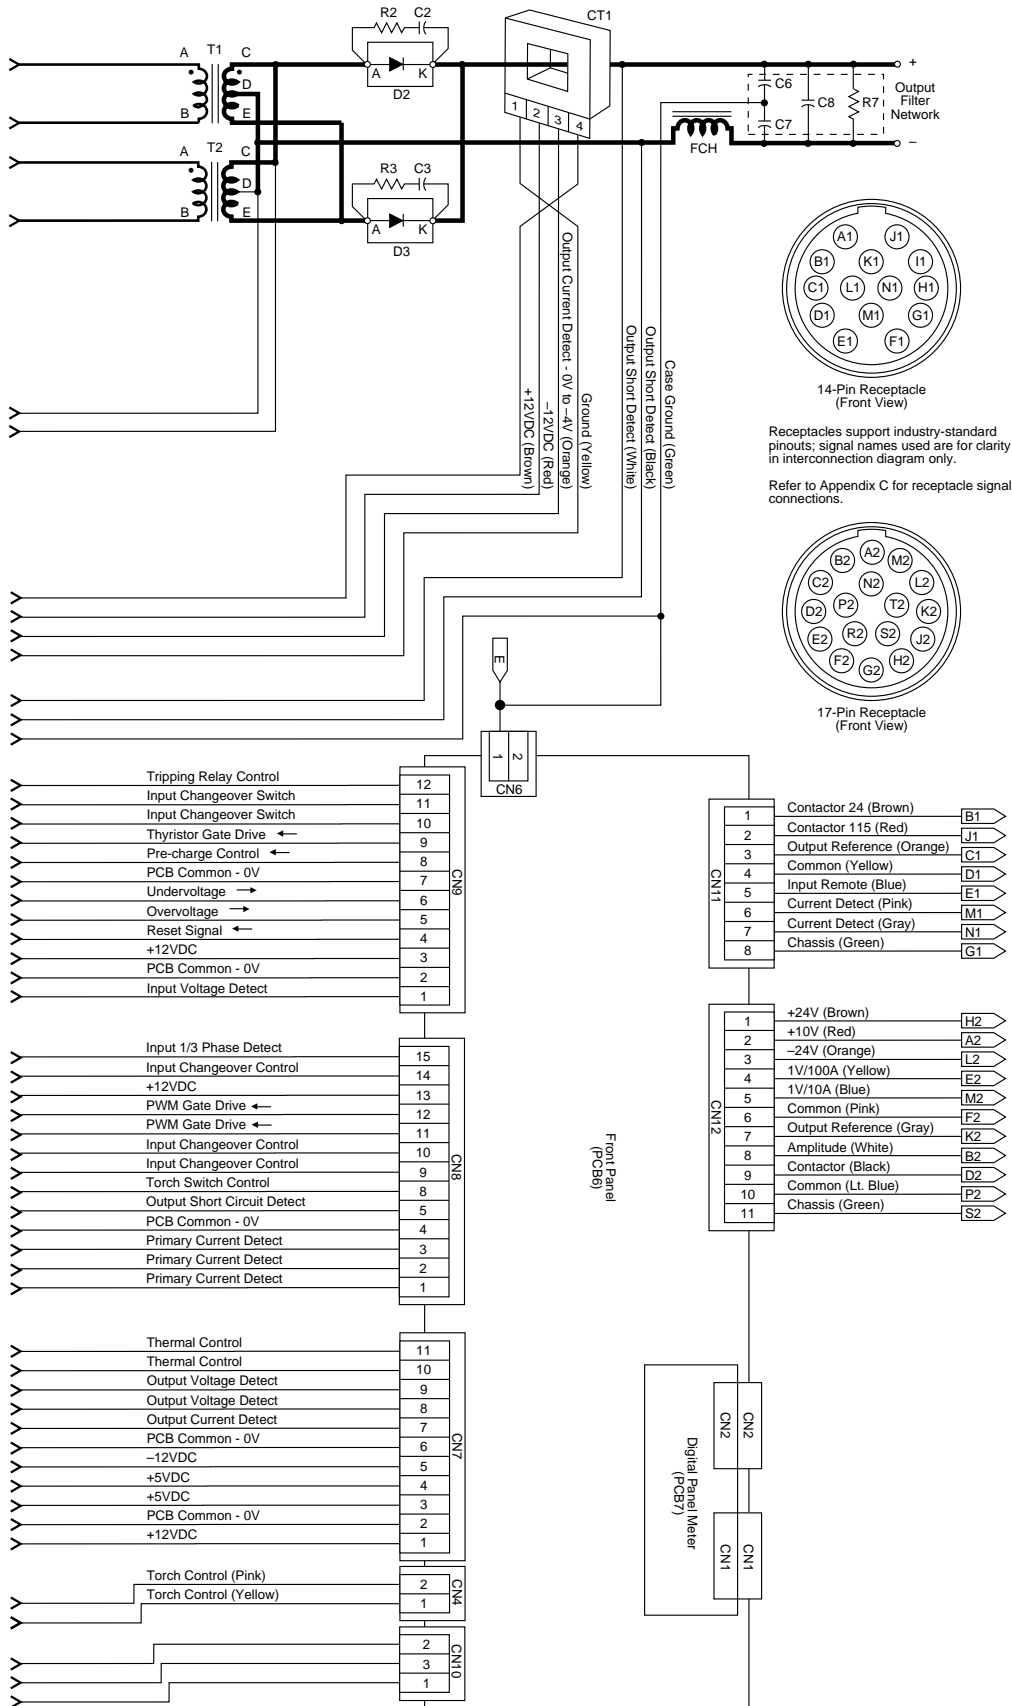 R2 C2
CT1
A T1 C
D
B E
A K
D2
1 2 3 4
C6
C7
C8
R7
+
Output
Filter
Network
–
FCH
A T2 C
D
B E
R3 C3
A K
D3
+12VDC (Brown)
–12VDC (Red)
Output Current Detect - 0V to –4V (Orange)
Ground (Yellow)
Output Short Detect (White)
Output Short Detect (Black)
Case Ground (Green)
A1 J1
B1 K1 I1
C1 L1 N1 H1
D1 M1 G1
E1 F1
14-Pin Receptacle
(Front View)
Receptacles support industry-standard
pinouts; signal names used are for clarity
in interconnection diagram only.
Refer to Appendix C for receptacle signal
connections.
B2 A2 M2
C2 N2 L2
D2 P2 T2 K2
E2 R2 S2 J2
F2 G2 H2
17-Pin Receptacle
(Front View)
E
1 2
CN6
Tripping Relay Control 12
Input Changeover Switch 11
Input Changeover Switch 10
Thyristor Gate Drive ← 9
Pre-charge Control ← 8
PCB Common - 0V 7
Undervoltage → 6
Overvoltage → 5
Reset Signal ← 4
+12VDC 3
PCB Common - 0V 2
Input Voltage Detect 1
CN9
Input 1/3 Phase Detect 15
Input Changeover Control 14
+12VDC 13
PWM Gate Drive ← 12
PWM Gate Drive ← 11
Input Changeover Control 10
Input Changeover Control 9
Torch Switch Control 8
Output Short Circuit Detect 5
PCB Common - 0V 4
Primary Current Detect 3
Primary Current Detect 2
Primary Current Detect 1
CN8
Thermal Control 11
Thermal Control 10
Output Voltage Detect 9
Output Voltage Detect 8
Output Current Detect 7
PCB Common - 0V 6
–12VDC 5
+5VDC 4
+5VDC 3
PCB Common - 0V 2
+12VDC 1
CN7
Torch Control (Pink) 2
Torch Control (Yellow) 1
CN4
2
3
1
CN10
Front Panel
(PCB6)
CN11
1 Contactor 24 (Brown) B1
2 Contactor 115 (Red) J1
3 Output Reference (Orange) C1
4 Common (Yellow) D1
5 Input Remote (Blue) E1
6 Current Detect (Pink) M1
7 Current Detect (Gray) N1
8 Chassis (Green) G1
CN12
1 +24V (Brown) H2
2 +10V (Red) A2
3 –24V (Orange) L2
4 1V/100A (Yellow) E2
5 1V/10A (Blue) M2
6 Common (Pink) F2
7 Output Reference (Gray) K2
8 Amplitude (White) B2
9 Contactor (Black) D2
10 Common (Lt. Blue) P2
11 Chassis (Green) S2
Digital Panel Meter
(PCB7)
CN2 CN2
CN1 CN1